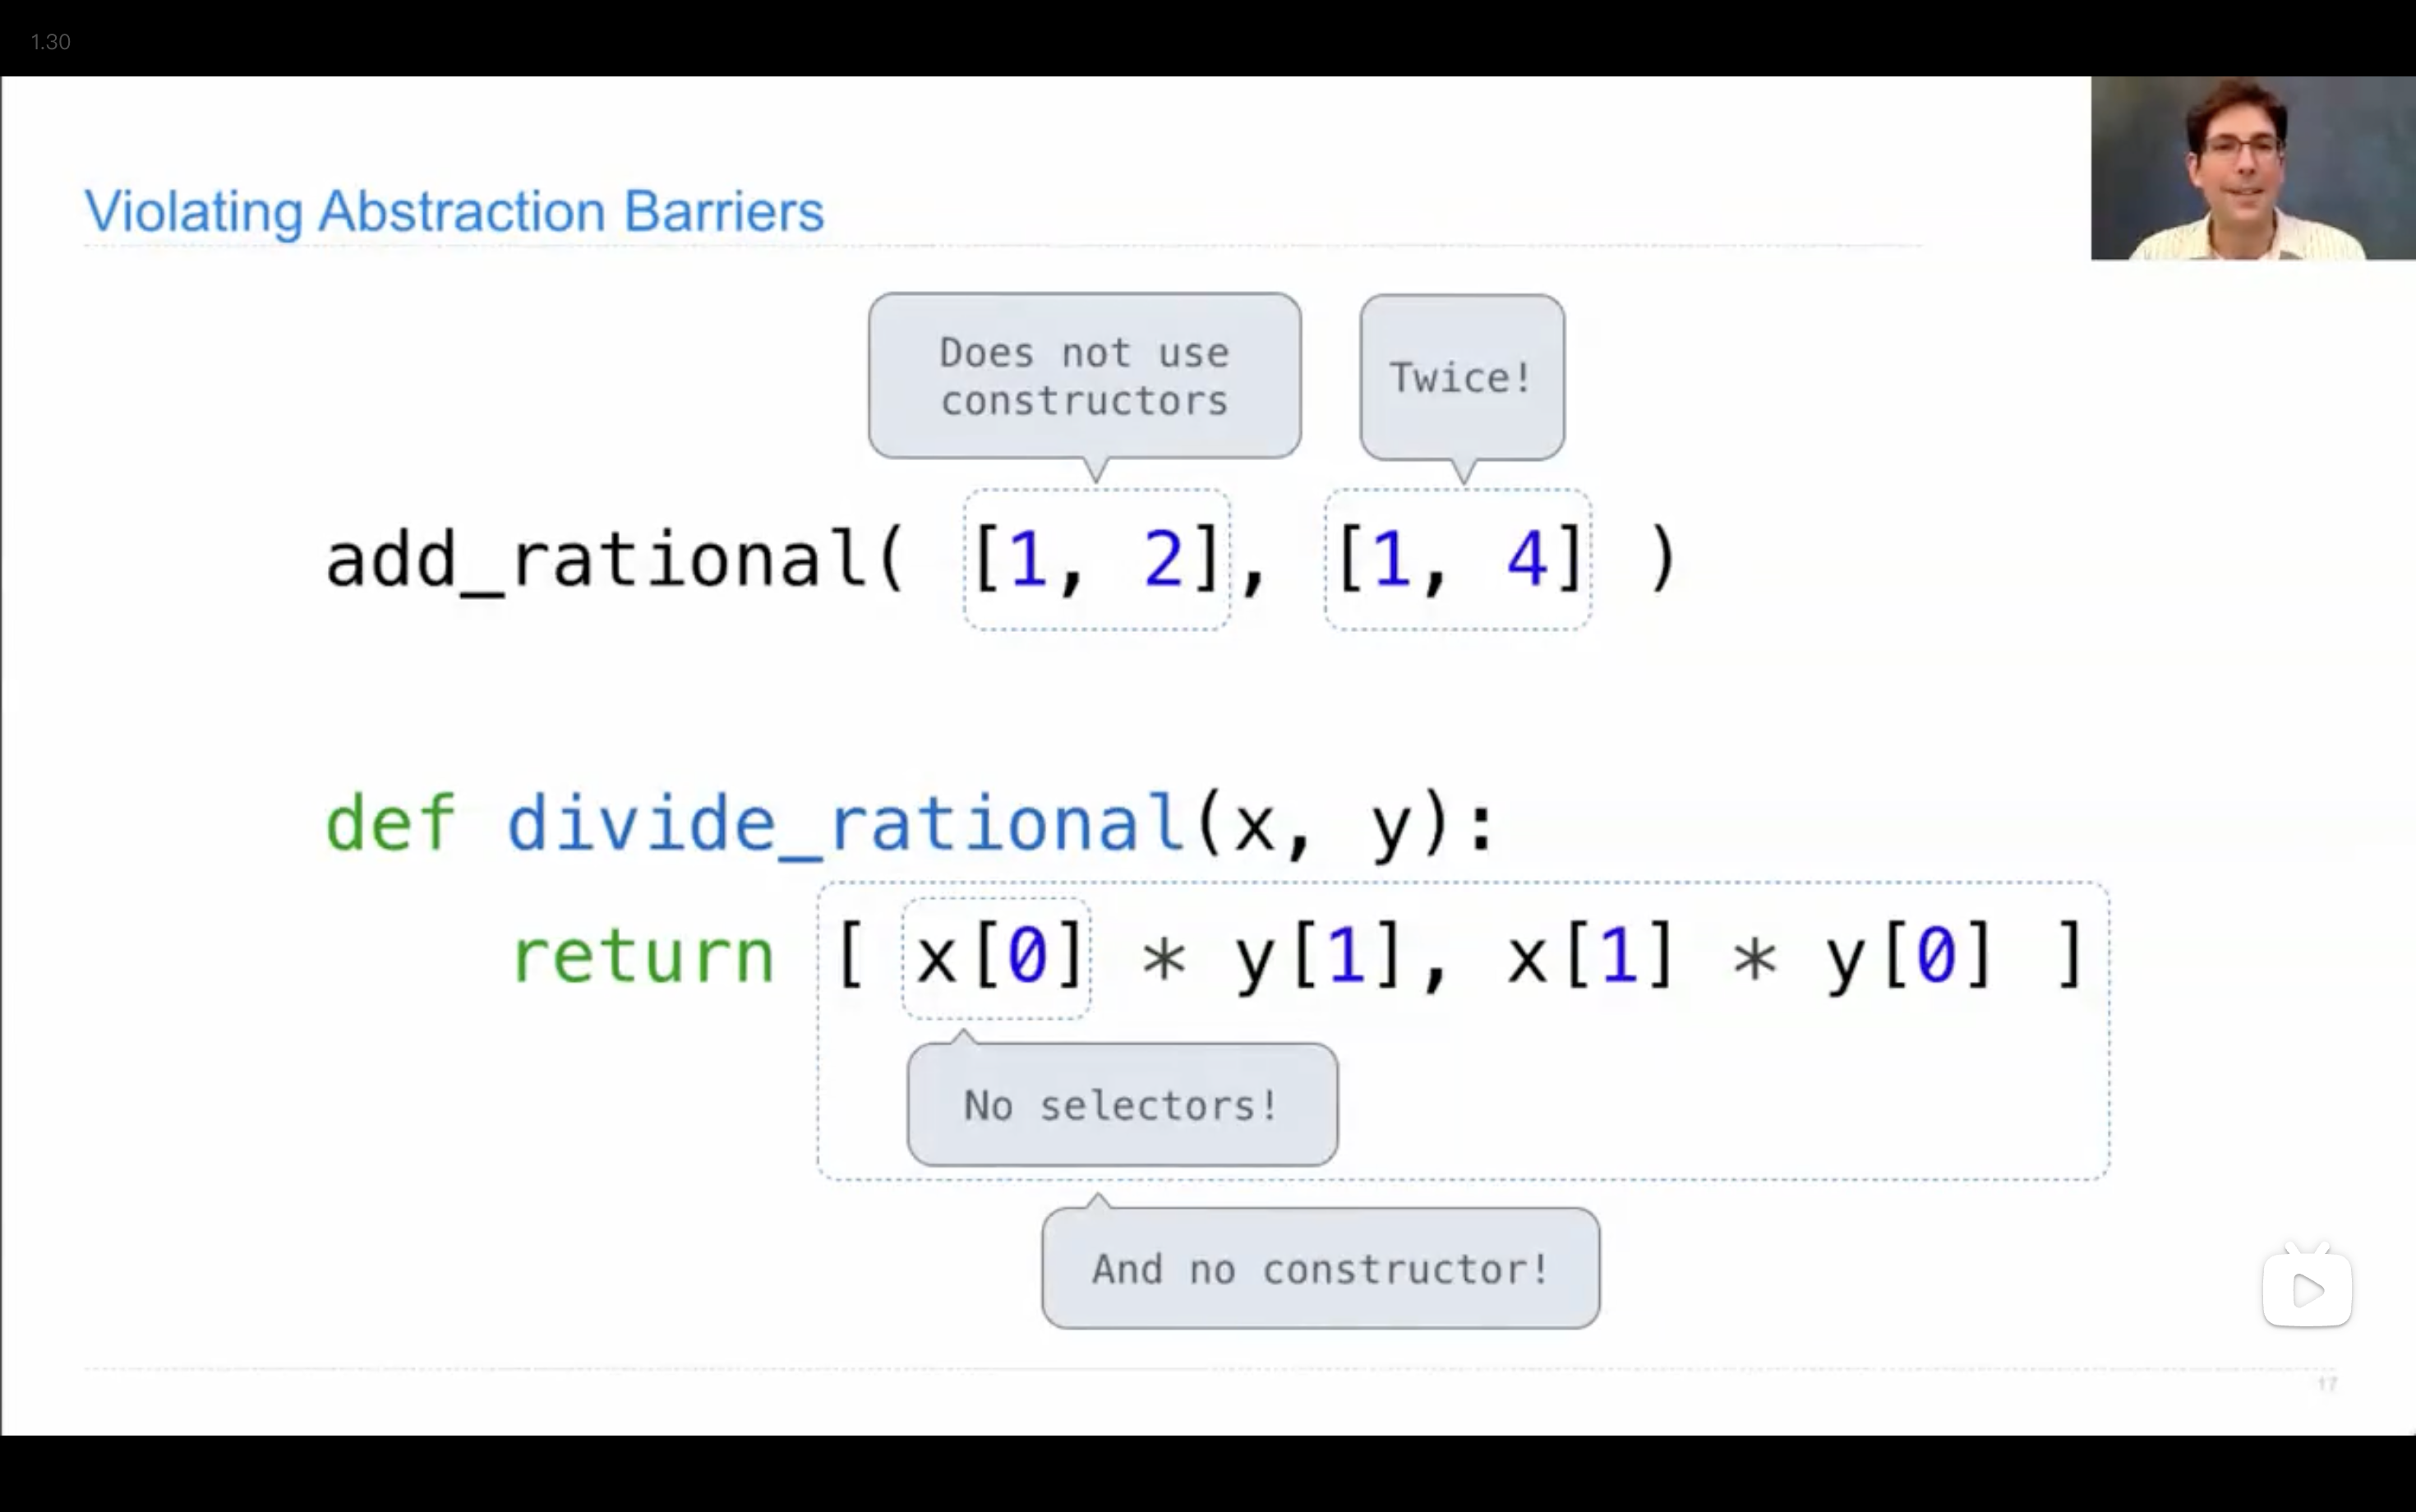 1.30
Violating Abstraction Barriers
Does not use
constructors
Twice!
add_rational( [1, 2], [1, 4] )
def divide_rational(x, y):
return [ x[0] * y[1], x[1] * y[0] ]
No selectors!
And no constructor!
17